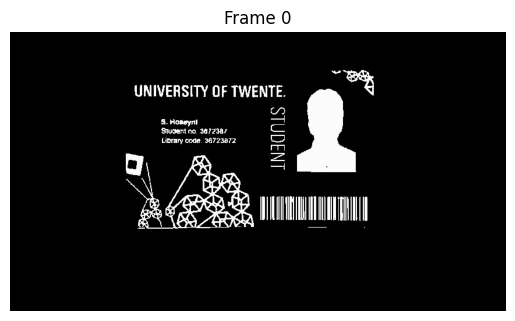 Frame 0
UNIVERSITY OF TWENTE.
S. Hoseyni
Student no. 3672387
Library code. 36723872
STUDENT